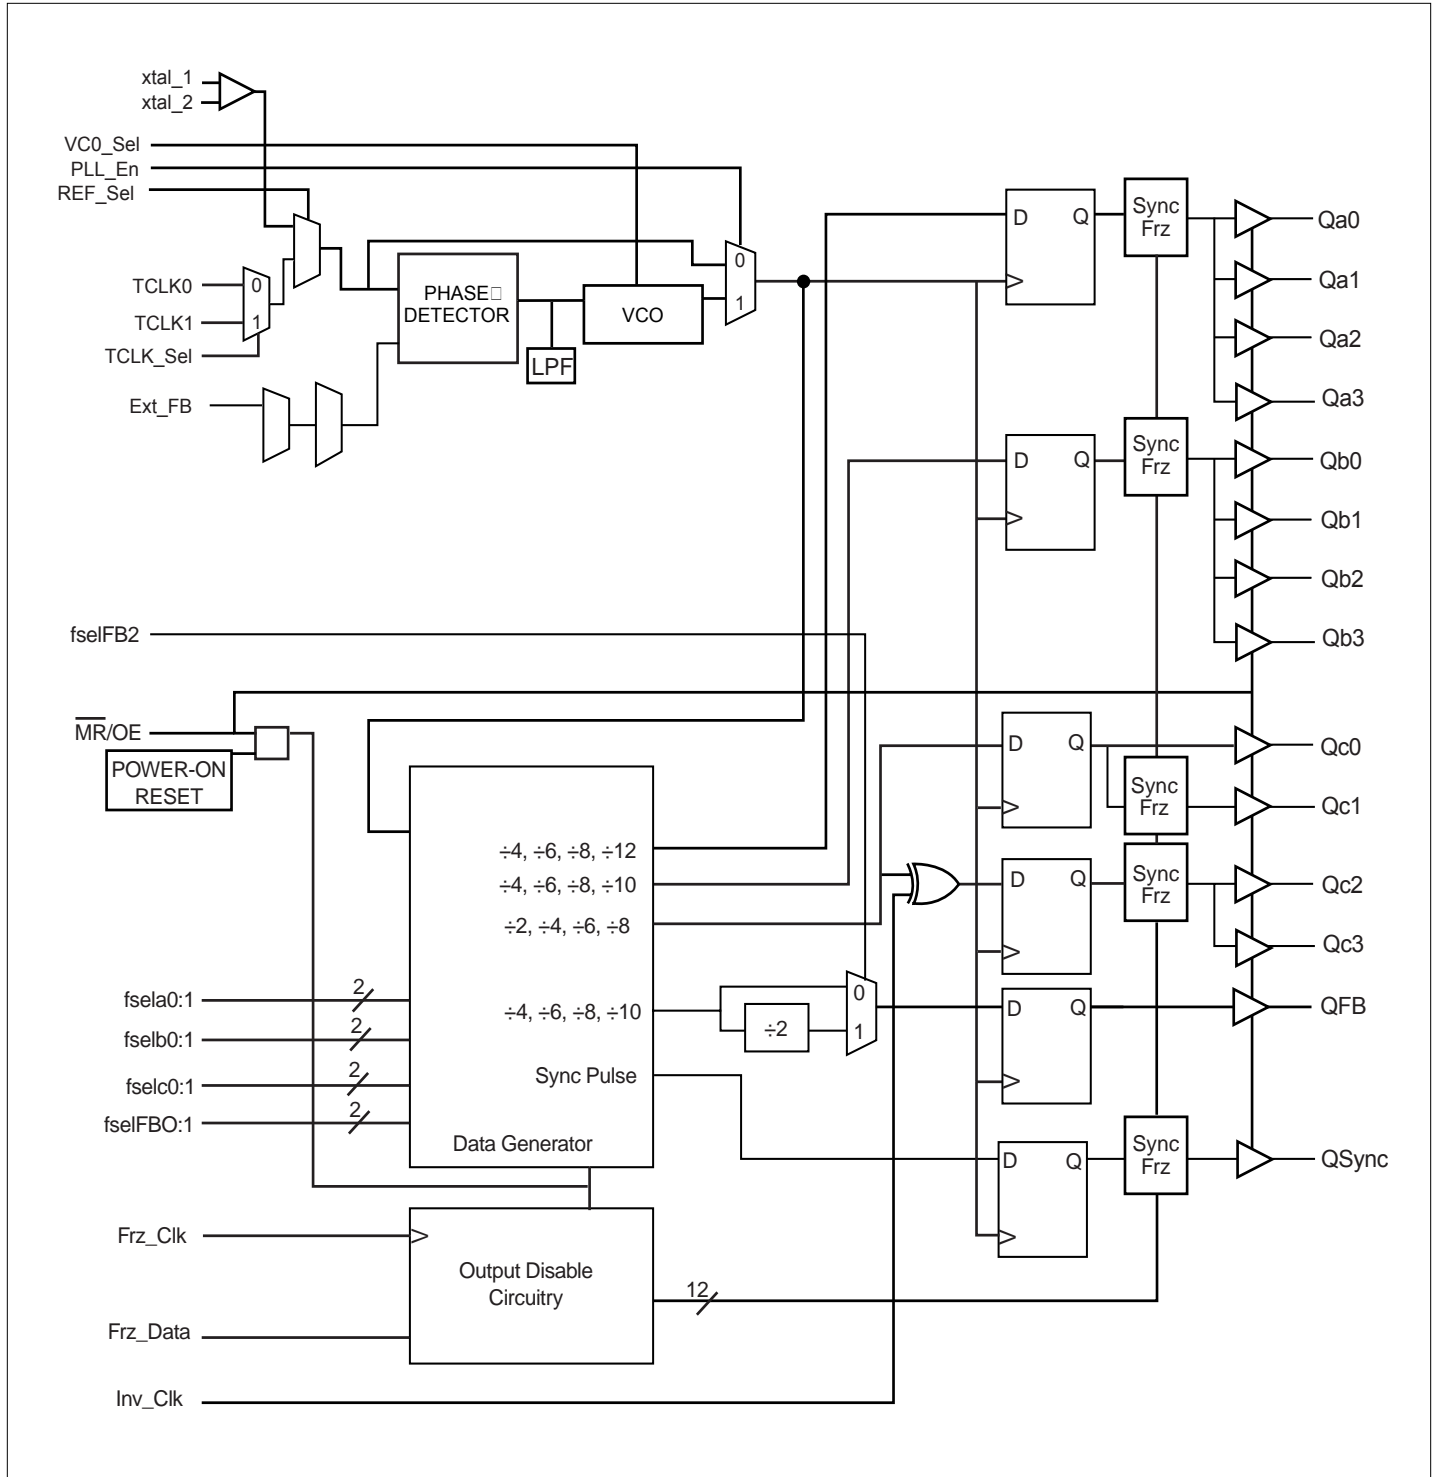 xtal_1
xtal_2
VC0_Sel
PLL_En
REF_Sel
TCLK0
TCLK1
TCLK_Sel
Ext_FB
0
1
PHASE□
DETECTOR
LPF
VCO
0
1
D Q
Sync
Frz
Qa0
Qa1
Qa2
Qa3
D Q
Sync
Frz
Qb0
Qb1
Qb2
Qb3
fselFB2
MR/OE
POWER-ON
RESET
÷4, ÷6, ÷8, ÷12
÷4, ÷6, ÷8, ÷10
÷2, ÷4, ÷6, ÷8
÷4, ÷6, ÷8, ÷10
Sync Pulse
Data Generator
fsela0:1
2
fselb0:1
2
fselc0:1
2
fselFBO:1
2
÷2
0
1
D Q
Sync
Frz
Qc0
Qc1
D Q
Sync
Frz
Qc2
Qc3
D Q
QFB
D Q
Sync
Frz
QSync
Frz_Clk
Output Disable
Circuitry
12
Frz_Data
Inv_Clk